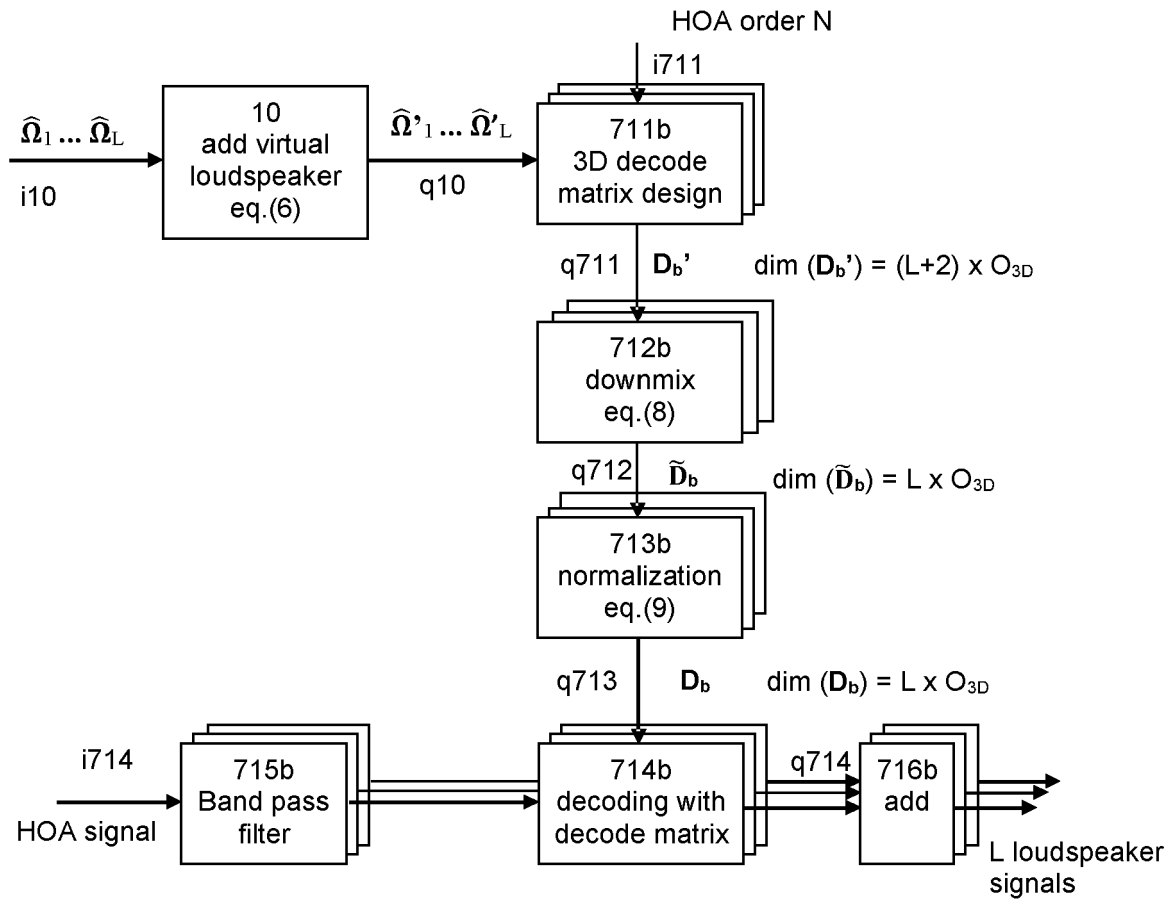 HOA order N
i711
Ω̂₁ ... Ω̂L
i10
10
add virtual
loudspeaker
eq.(6)
Ω̂'₁ ... Ω̂'L
q10
711b
3D decode
matrix design
q711 Db' dim (Db') = (L+2) x O3D
712b
downmix
eq.(8)
q712 D̃b dim (D̃b) = L x O3D
713b
normalization
eq.(9)
q713 Db dim (Db) = L x O3D
i714
HOA signal
715b
Band pass
filter
714b
decoding with
decode matrix
q714
716b
add
L loudspeaker
signals